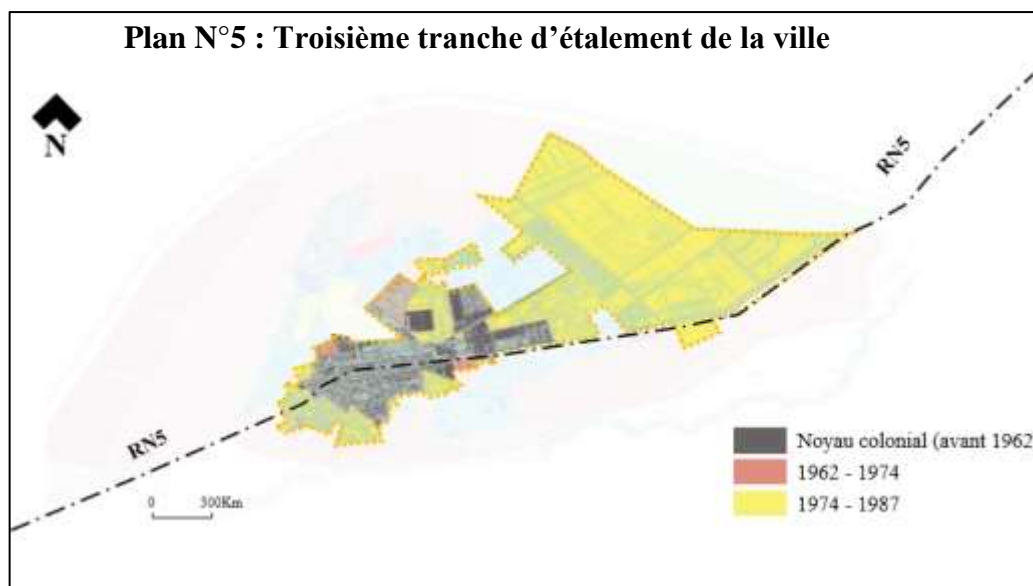 Plan N°5 : Troisième tranche d’étalement de la ville
N
RN5
RN5
0 300Km
Noyau colonial (avant 1962
1962 - 1974
1974 - 1987